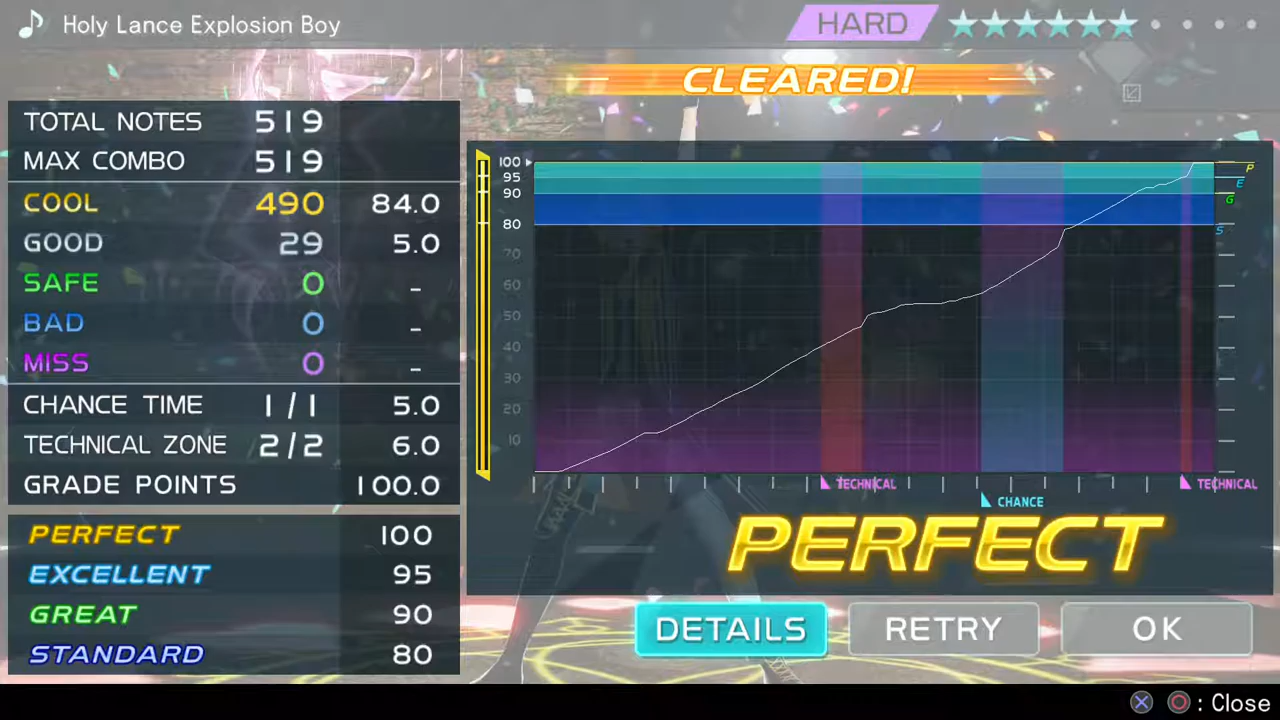 Holy Lance Explosion Boy
HARD
CLEARED!
TOTAL NOTES 519
MAX COMBO 519
COOL 490 84.0
GOOD 29 5.0
SAFE 0 –
BAD 0 –
MISS 0 –
CHANCE TIME 1/1 5.0
TECHNICAL ZONE 2/2 6.0
GRADE POINTS 100.0
PERFECT 100
EXCELLENT 95
GREAT 90
STANDARD 80
100
95
90
80
70
60
50
40
30
20
10
P
E
G
S
TECHNICAL
TECHNICAL
CHANCE
PERFECT
DETAILS RETRY OK
: Close